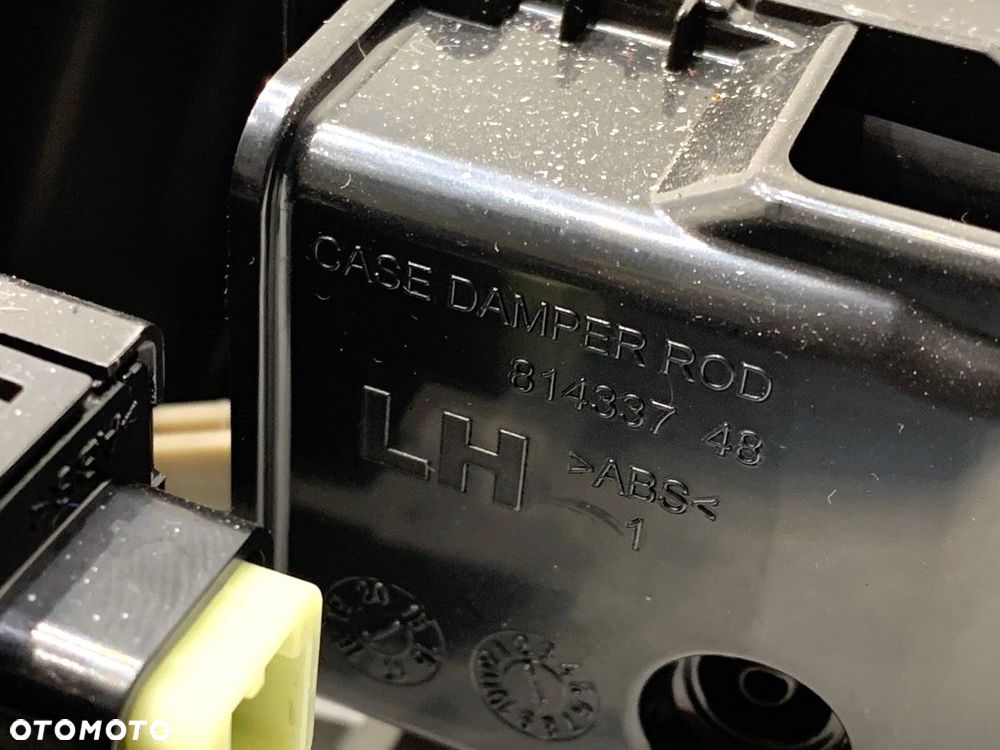 CASE DAMPER ROD
814337 48
LH
>ABS<
1
OTOMOTO